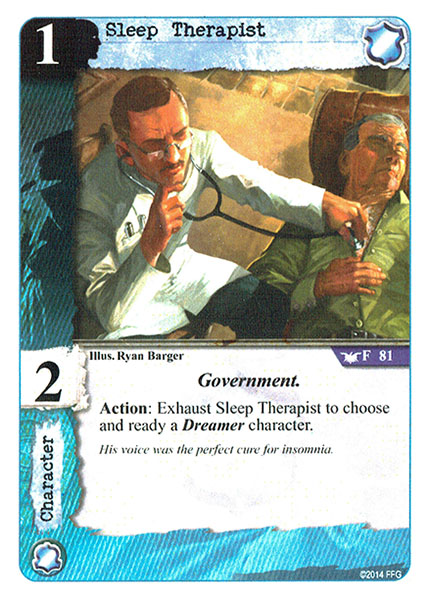 1
Sleep Therapist
Illus. Ryan Barger
F 81
2
Government.
Action: Exhaust Sleep Therapist to choose
and ready a Dreamer character.
His voice was the perfect cure for insomnia.
Character
©2014 FFG